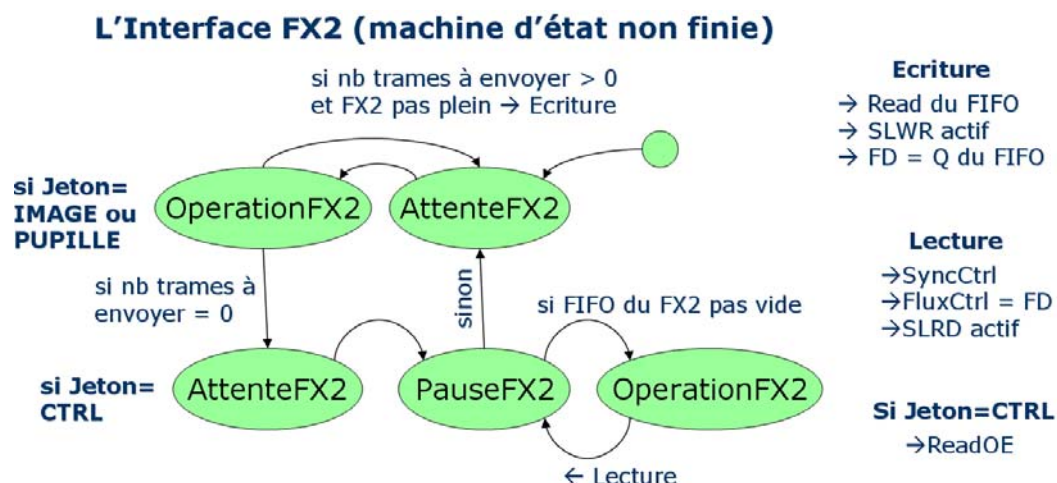 L'Interface FX2 (machine d'état non finie)
si nb trames à envoyer > 0
et FX2 pas plein → Ecriture
si Jeton=
IMAGE ou
PUPILLE
OperationFX2
AttenteFX2
si nb trames à
envoyer = 0
sinon
si FIFO du FX2 pas vide
si Jeton=
CTRL
AttenteFX2
PauseFX2
OperationFX2
← Lecture
Ecriture
→ Read du FIFO
→ SLWR actif
→ FD = Q du FIFO
Lecture
→SyncCtrl
→FluxCtrl = FD
→SLRD actif
Si Jeton=CTRL
→ReadOE